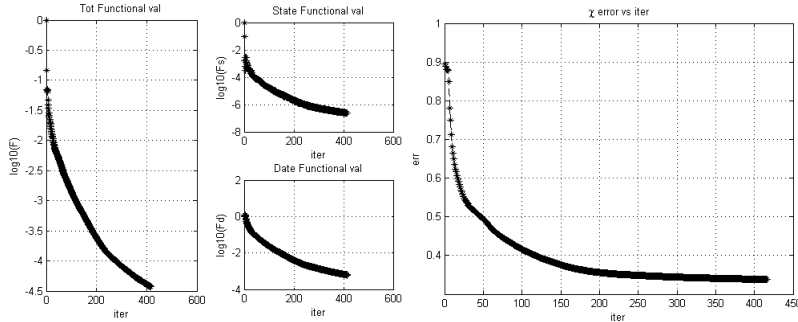 Tot Functional val
0
-0.5
-1
-1.5
-2
-2.5
-3
-3.5
-4
-4.5
log10(F)
0 200 400 600
iter
State Functional val
0
-2
-4
-6
-8
log10(Fs)
0 200 400 600
iter
Date Functional val
2
0
-2
-4
log10(Fd)
0 200 400 600
iter
χ error vs iter
1
0.9
0.8
0.7
0.6
0.5
0.4
err
0 50 100 150 200 250 300 350 400 450
iter